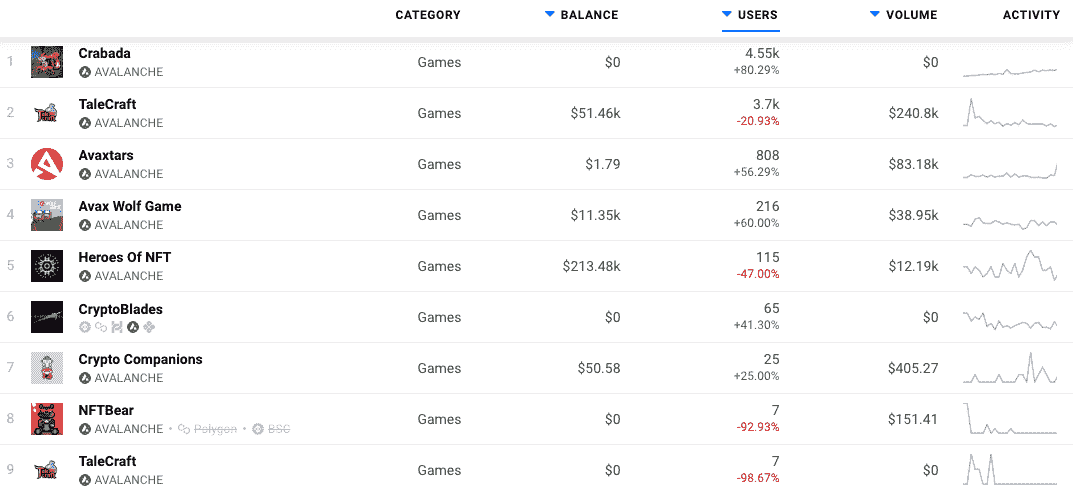 CATEGORY BALANCE USERS VOLUME ACTIVITY
1 Crabada Games $0 4.55k $0
AVALANCHE +80.29%
2 TaleCraft Games $51.46k 3.7k $240.8k
AVALANCHE -20.93%
3 Avaxtars Games $1.79 808 $83.18k
AVALANCHE +56.29%
4 Avax Wolf Game Games $11.35k 216 $38.95k
AVALANCHE +60.00%
5 Heroes Of NFT Games $213.48k 115 $12.19k
AVALANCHE -47.00%
6 CryptoBlades Games $0 65 $0
+41.30%
7 Crypto Companions Games $50.58 25 $405.27
AVALANCHE +25.00%
8 NFTBear Games $0 7 $151.41
AVALANCHE • Polygon • BSC -92.93%
9 TaleCraft Games $0 7 $0
AVALANCHE -98.67%